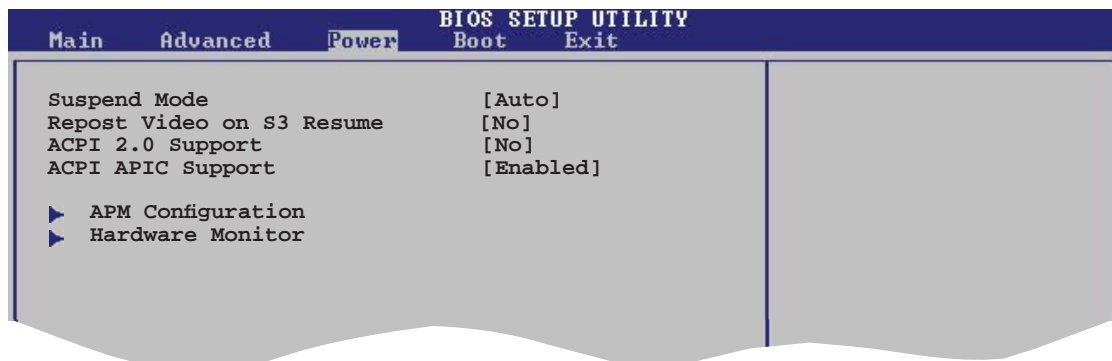 BIOS SETUP UTILITY
Main Advanced Power Boot Exit
Suspend Mode [Auto]
Repost Video on S3 Resume [No]
ACPI 2.0 Support [No]
ACPI APIC Support [Enabled]
APM Configuration
Hardware Monitor